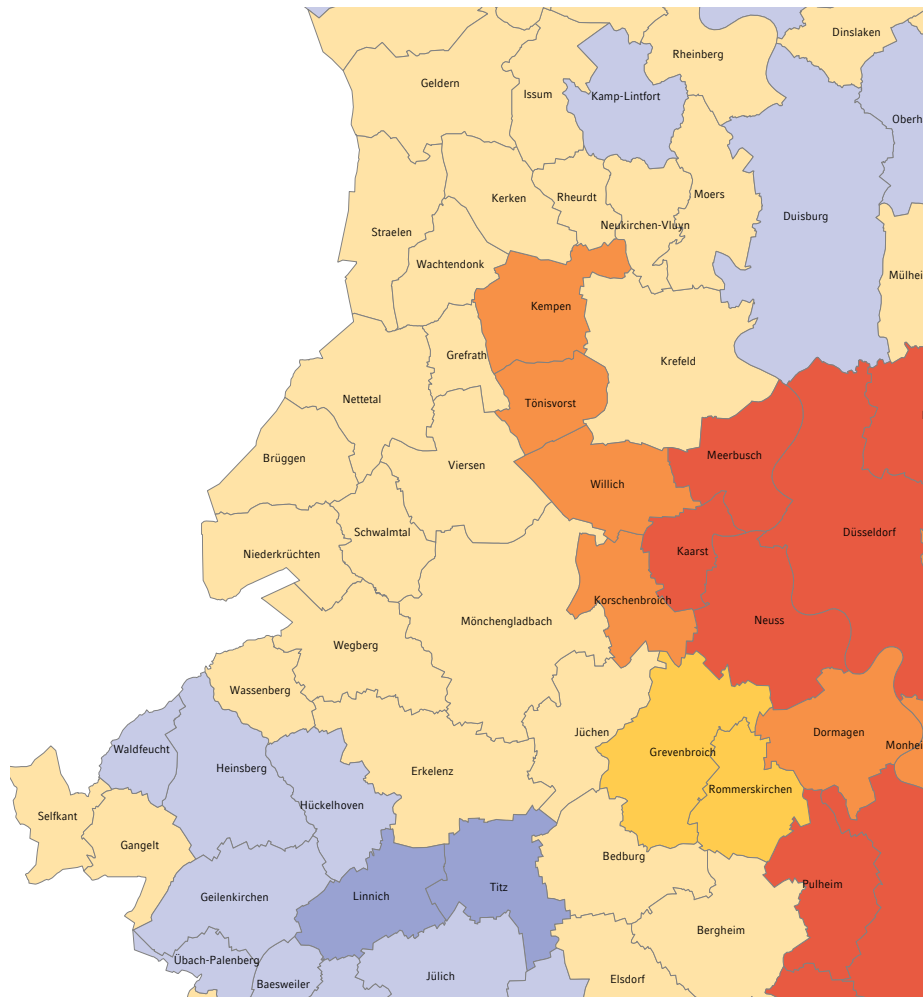 Dinslaken
Rheinberg
Geldern
Issum
Kamp-Lintfort
Oberh
Moers
Kerken
Rheurdt
Duisburg
Neukirchen-Vluyn
Straelen
Wachtendonk
Mülhei
Kempen
Grefrath
Krefeld
Nettetal
Tönisvorst
Meerbusch
Brüggen
Viersen
Willich
Schwalmtal
Düsseldorf
Niederkrüchten
Kaarst
Korschenbroich
Mönchengladbach
Neuss
Wegberg
Wassenberg
Jüchen
Dormagen
Waldfeucht
Grevenbroich
Monhei
Heinsberg
Erkelenz
Rommerskirchen
Hückelhoven
Selfkant
Gangelt
Bedburg
Pulheim
Titz
Linnich
Geilenkirchen
Bergheim
Übach-Palenberg
Jülich
Elsdorf
Baesweiler